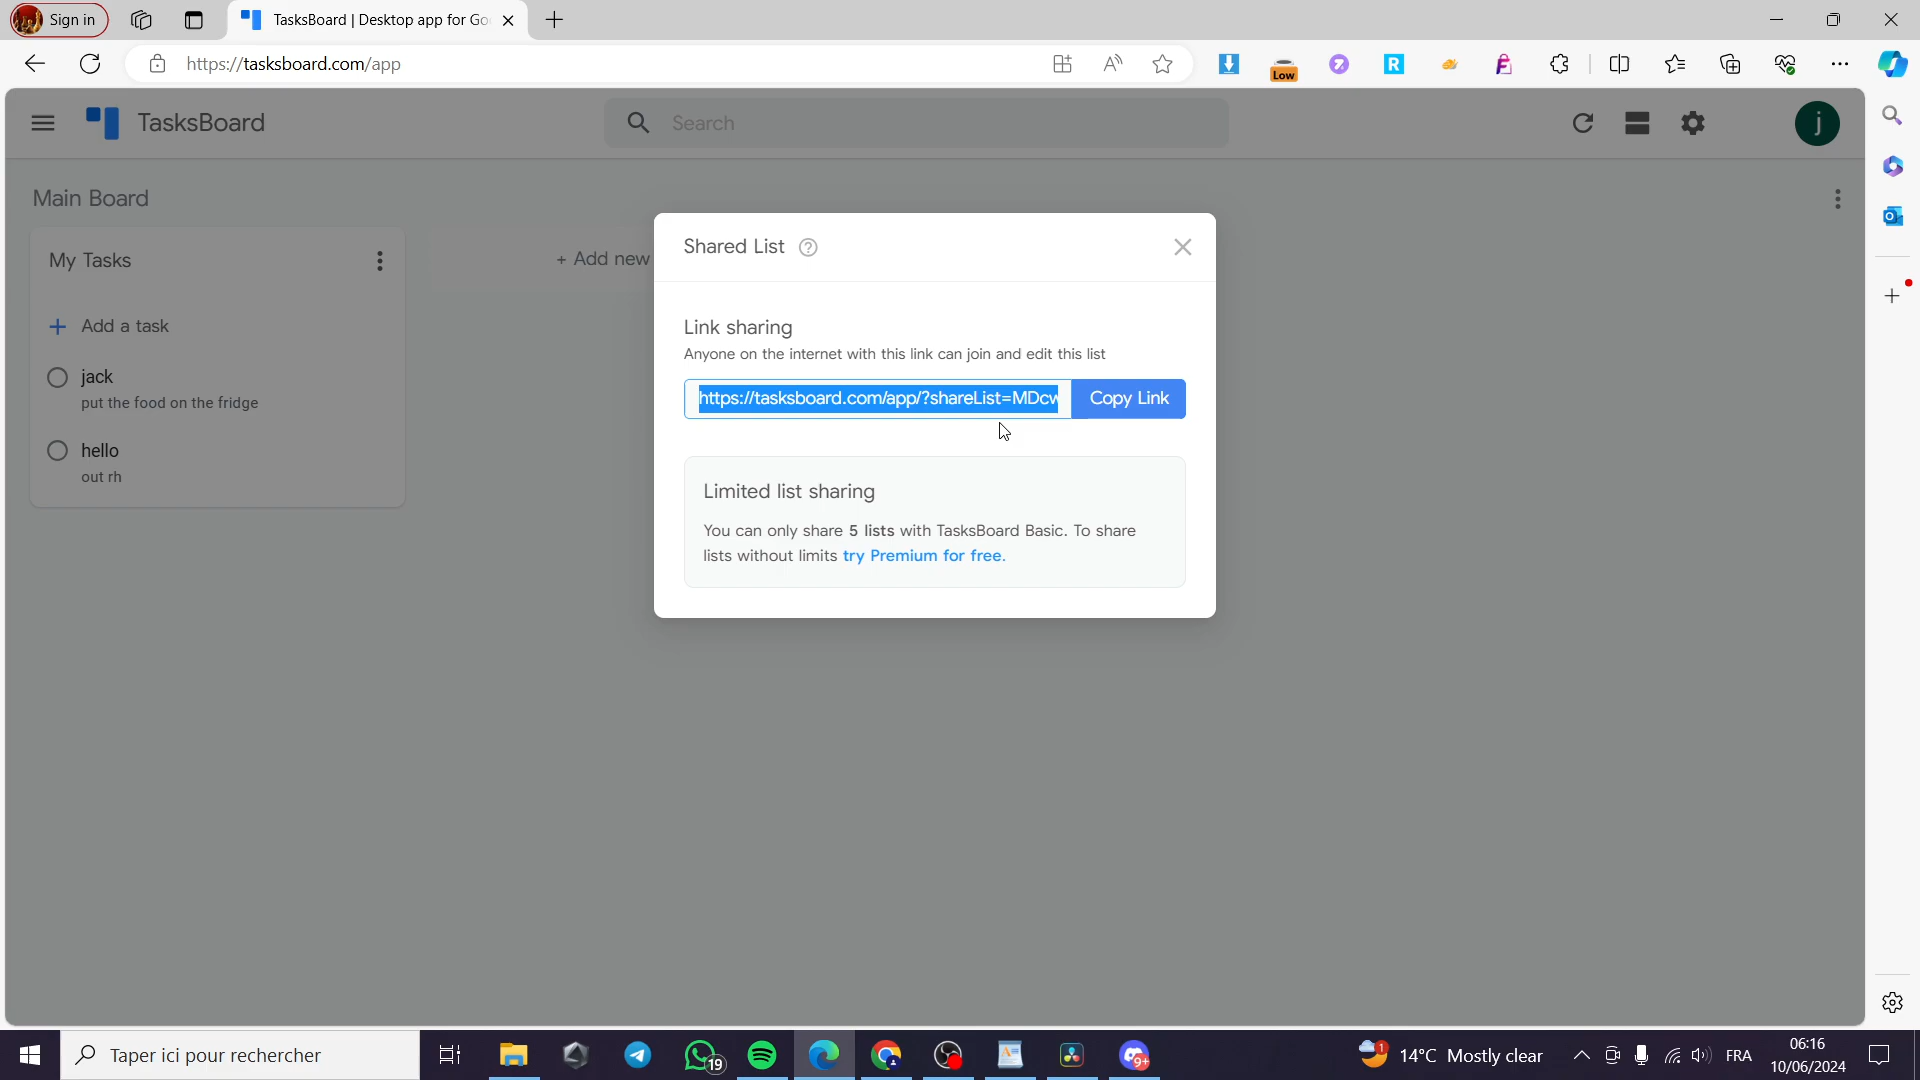 Sign in
TasksBoard | Desktop app for Go
https://tasksboard.com/app
Low
TasksBoard
Search
j
Main Board
My Tasks
+ Add new
Add a task
jack
put the food on the fridge
hello
out rh
Shared List
Link sharing
Anyone on the internet with this link can join and edit this list
https://tasksboard.com/app/?shareList=MDcw
Copy Link
Limited list sharing
You can only share 5 lists with TasksBoard Basic. To share
lists without limits try Premium for free.
Taper ici pour rechercher
19
9+
1
14°C Mostly clear
FRA
06:16
10/06/2024